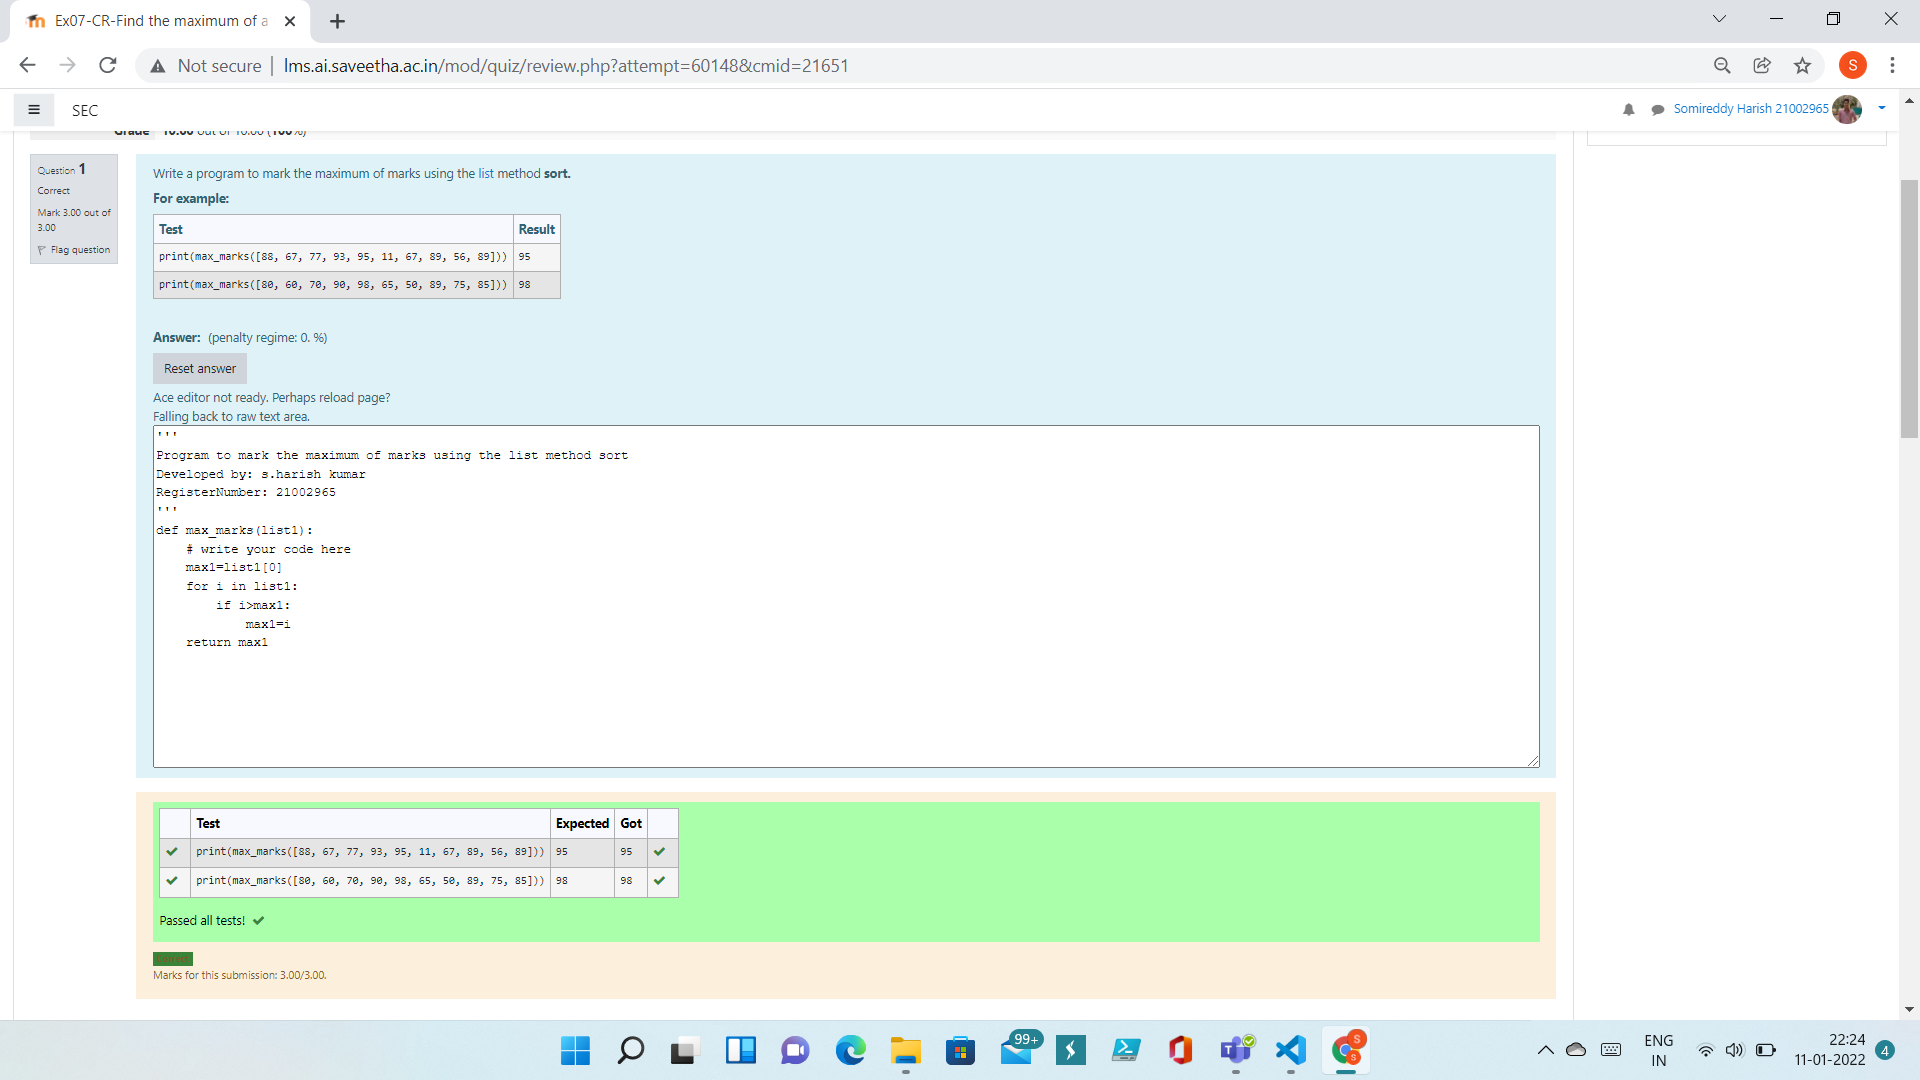 Ex07-CR-Find the maximum of a
Not secure | lms.ai.saveetha.ac.in/mod/quiz/review.php?attempt=60148&cmid=21651
S
SEC
Somireddy Harish 21002965
Grade 10.00 out of 10.00 (100%)
Question 1
Correct
Mark 3.00 out of
3.00
Flag question
Write a program to mark the maximum of marks using the list method sort.
For example:
Test Result
print(max_marks([88, 67, 77, 93, 95, 11, 67, 89, 56, 89])) 95
print(max_marks([80, 60, 70, 90, 98, 65, 50, 89, 75, 85])) 98
Answer: (penalty regime: 0. %)
Reset answer
Ace editor not ready. Perhaps reload page?
Falling back to raw text area.
'''
Program to mark the maximum of marks using the list method sort
Developed by: s.harish kumar
RegisterNumber: 21002965
'''
def max_marks(list1):
    # write your code here
    max1=list1[0]
    for i in list1:
        if i>max1:
            max1=i
    return max1
Test Expected Got
print(max_marks([88, 67, 77, 93, 95, 11, 67, 89, 56, 89])) 95 95
print(max_marks([80, 60, 70, 90, 98, 65, 50, 89, 75, 85])) 98 98
Passed all tests!
Correct
Marks for this submission: 3.00/3.00.
99+
S
S
ENG
IN
22:24
11-01-2022
4